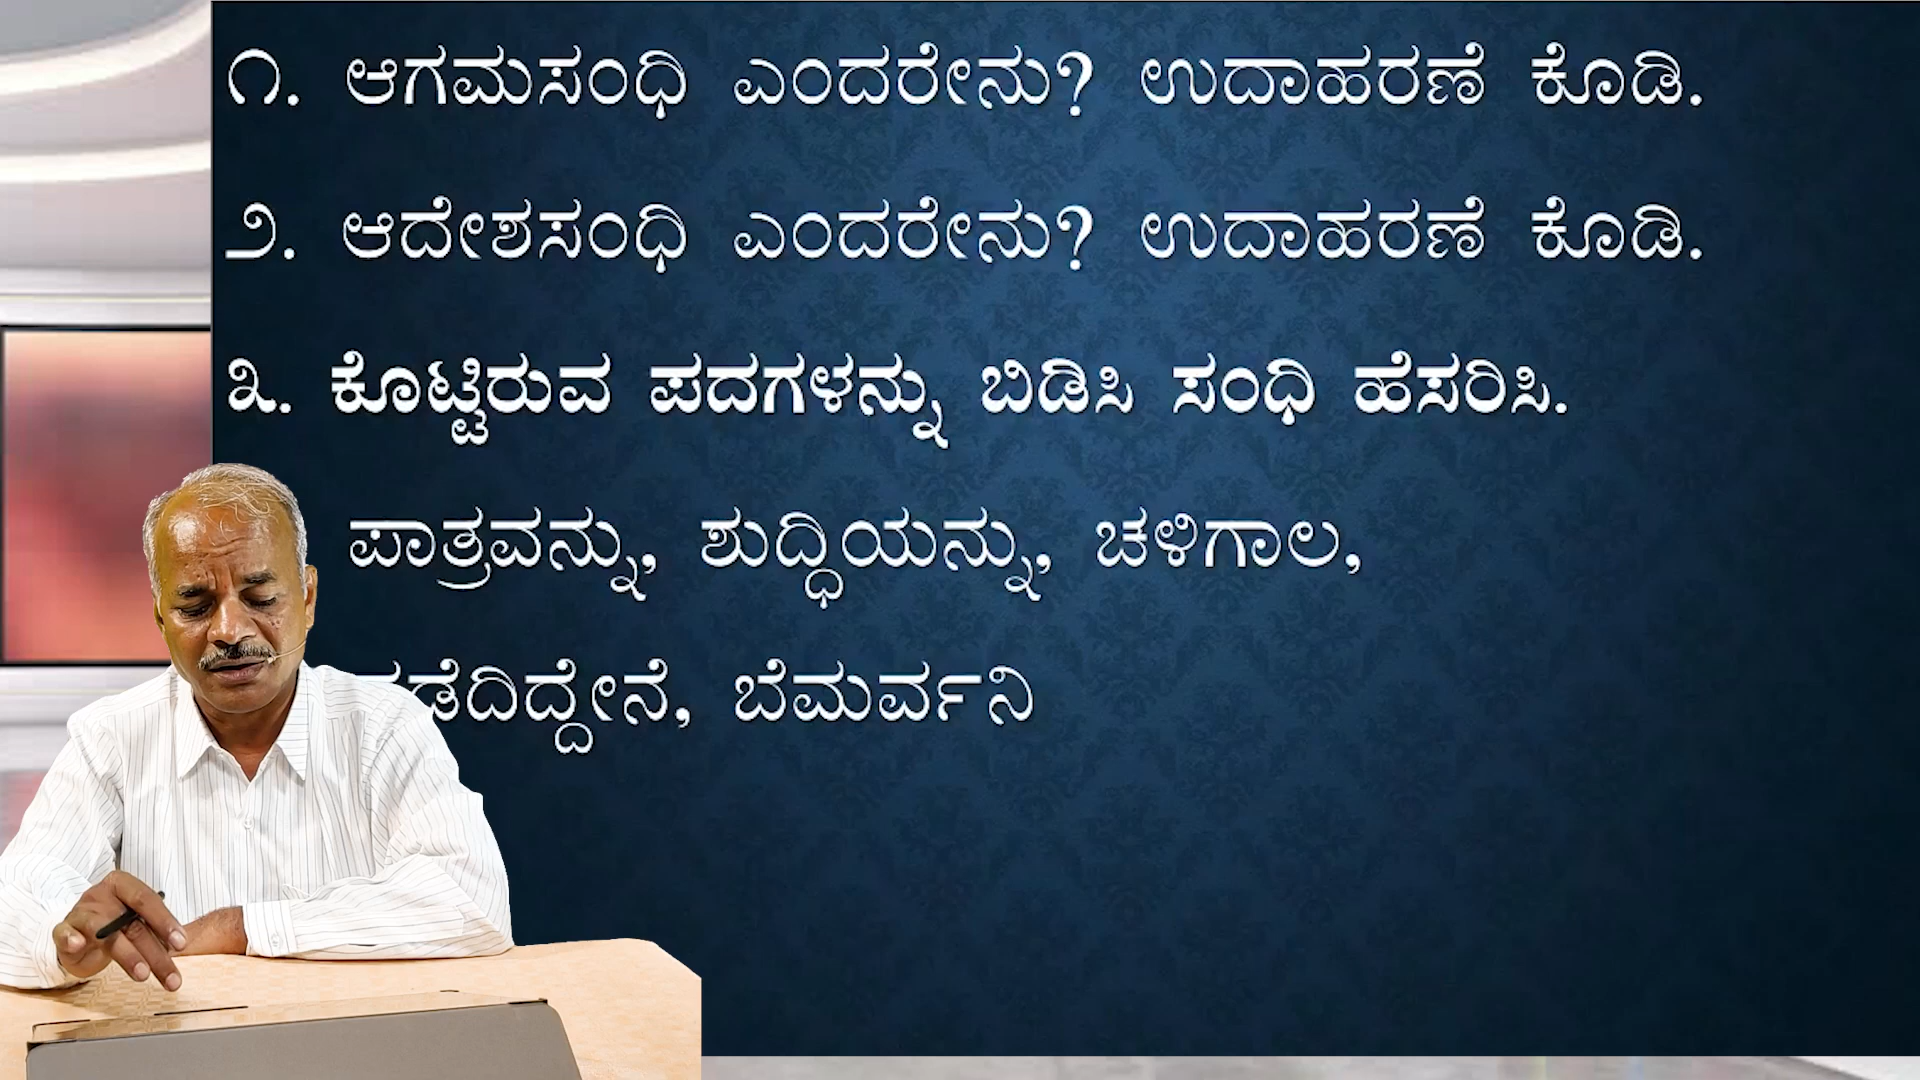 ೧. ಆಗಮಸಂಧಿ ಎಂದರೇನು? ಉದಾಹರಣೆ ಕೊಡಿ.
೨. ಆದೇಶಸಂಧಿ ಎಂದರೇನು? ಉದಾಹರಣೆ ಕೊಡಿ.
೩. ಕೊಟ್ಟಿರುವ ಪದಗಳನ್ನು ಬಿಡಿಸಿ ಸಂಧಿ ಹೆಸರಿಸಿ.
ಪಾತ್ರವನ್ನು, ಶುದ್ಧಿಯನ್ನು, ಚಳಿಗಾಲ,
ಬೆಮರ್ವನಿ